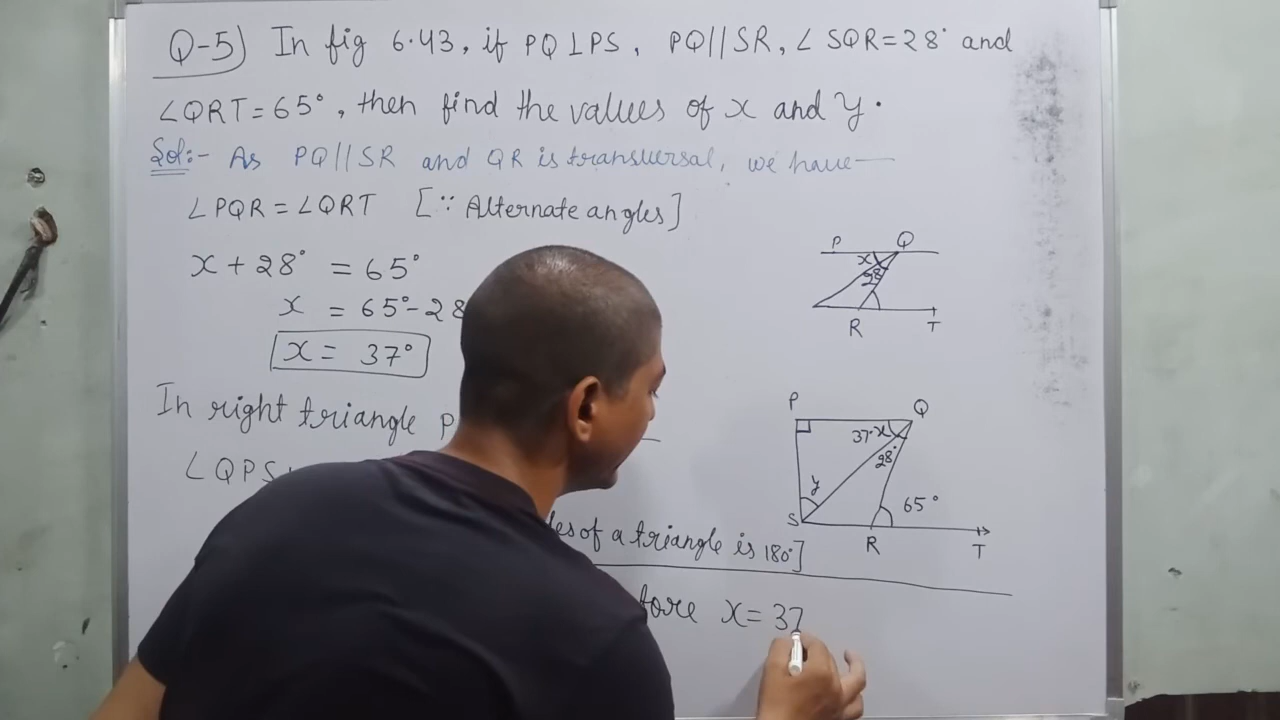 Q-5) In fig 6.43, if PQ⊥PS, PQ||SR, ∠SQR=28° and
∠QRT=65°, then find the values of x and y.
Sol:- As PQ||SR and QR is transversal, we have—
∠PQR = ∠QRT [∵ Alternate angles]
x + 28° = 65°
x = 65°-28
x = 37°
In right triangle P
∠QPS
of a triangle is 180°]
x= 37
P Q
x
28
R T
P Q
37° x
28°
y
65°
S R T